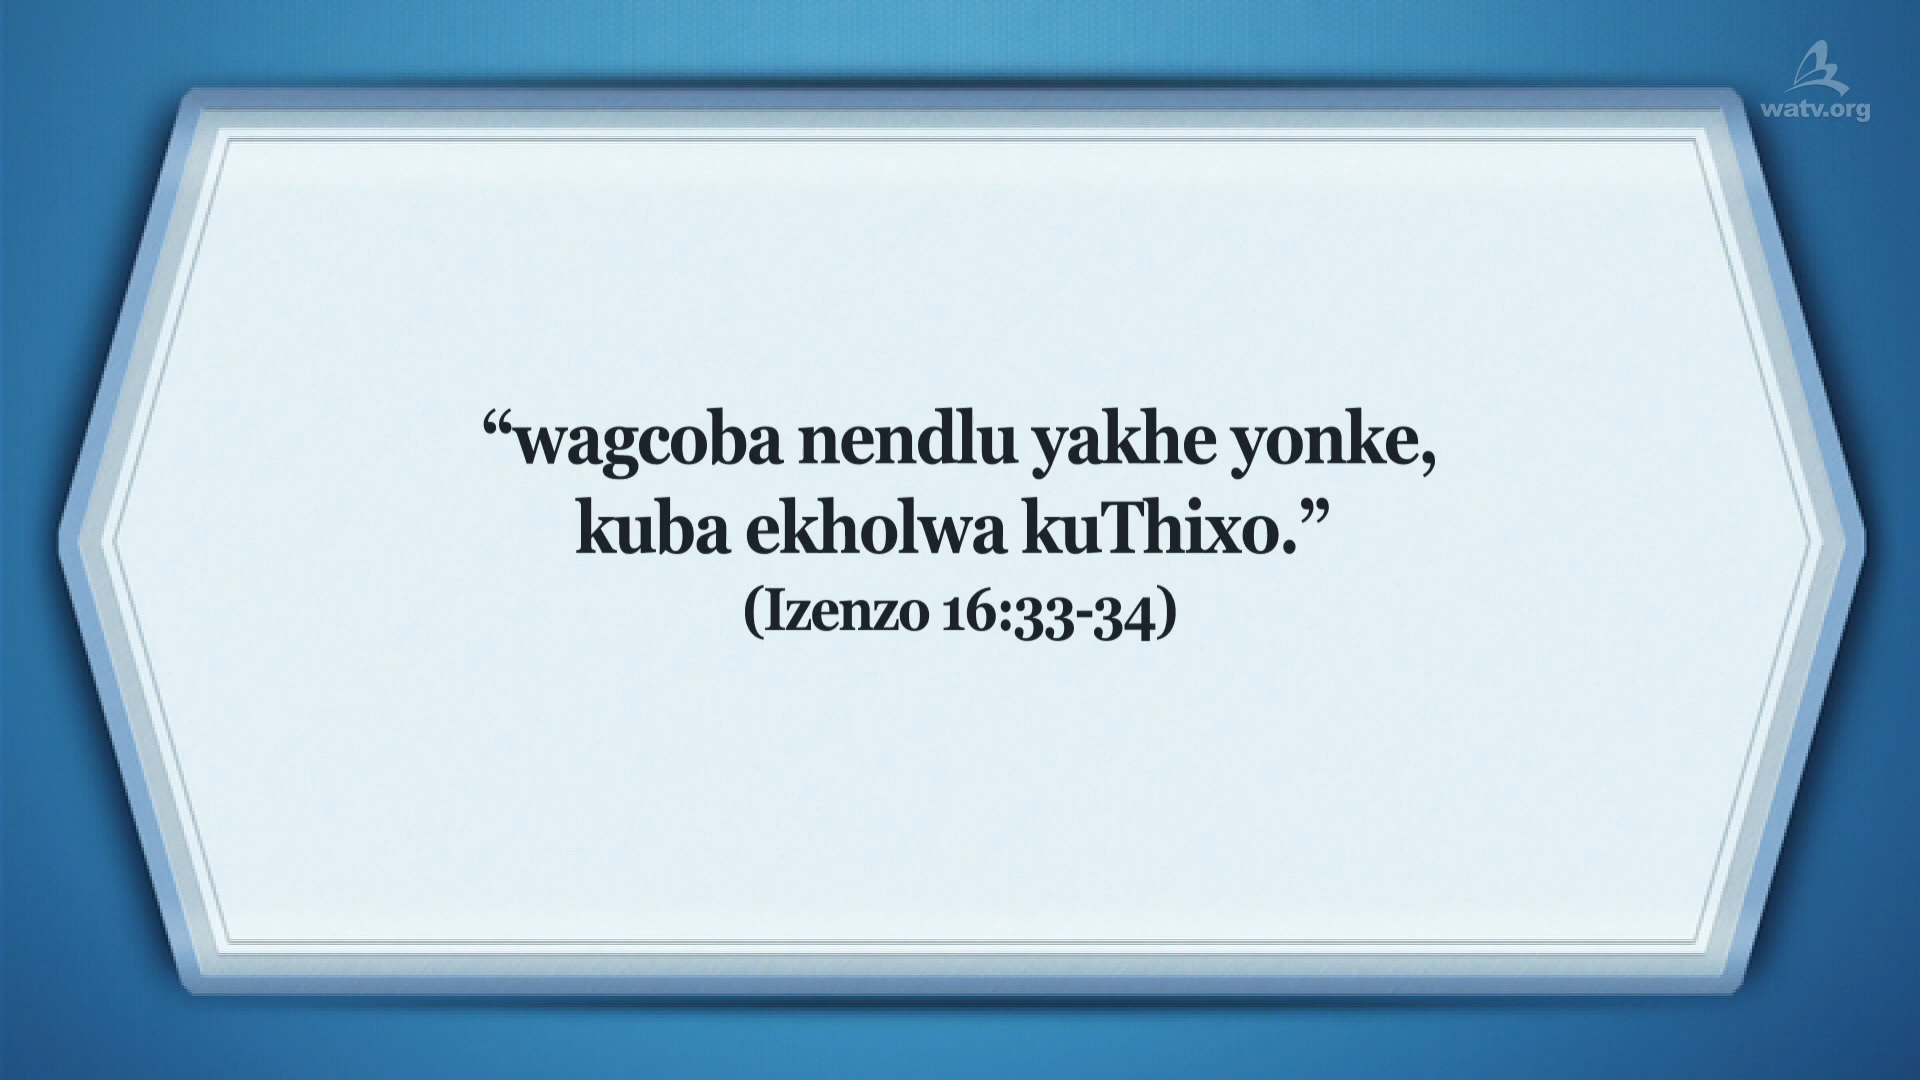 watv.org
“wagcoba nendlu yakhe yonke,
kuba ekholwa kuThixo.”
(Izenzo 16:33-34)